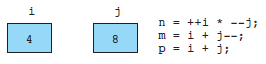 i j
4 8
n = ++i * --j;
m = i + j--;
p = i + j;